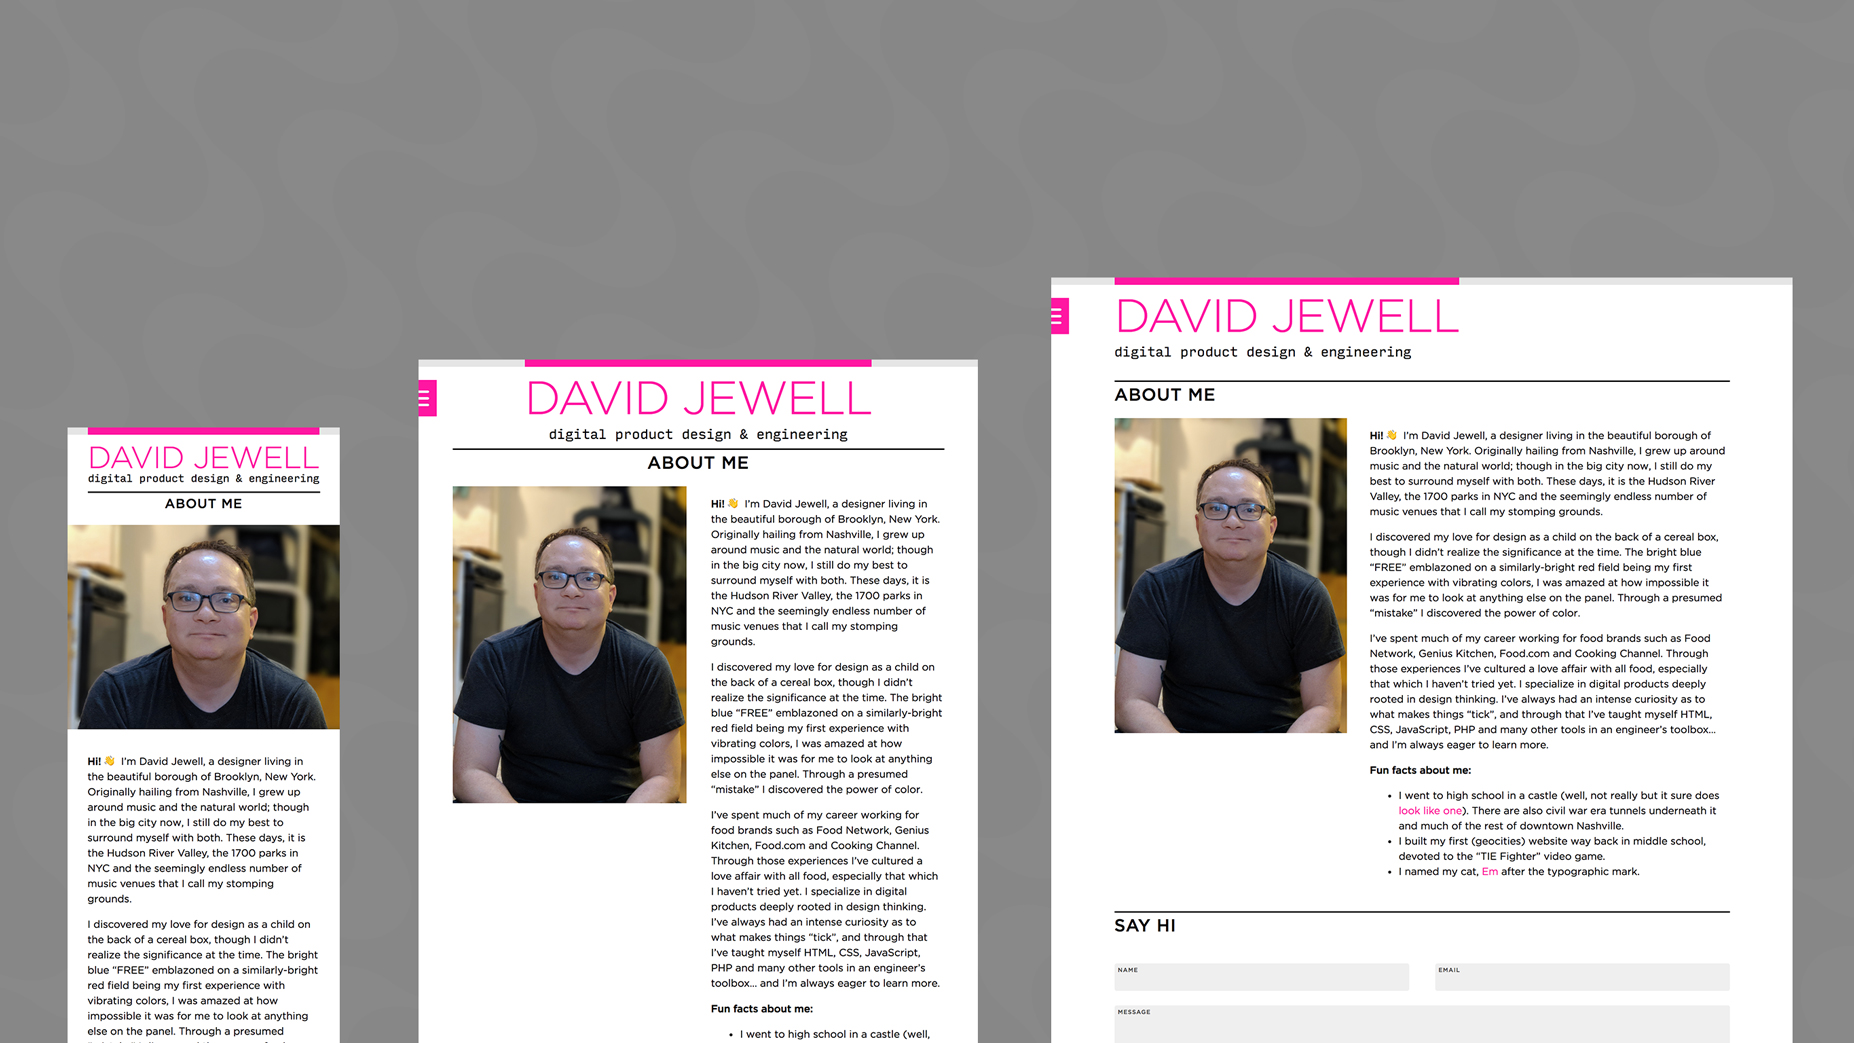 DAVID JEWELL
digital product design & engineering
ABOUT ME
Hi! 👋 I'm David Jewell, a designer living in
the beautiful borough of Brooklyn, New York.
Originally hailing from Nashville, I grew up
around music and the natural world; though
in the big city now, I still do my best to
surround myself with both. These days, it is
the Hudson River Valley, the 1700 parks in
NYC and the seemingly endless number of
music venues that I call my stomping
grounds.
I discovered my love for design as a child on
the back of a cereal box, though I didn't
realize the significance at the time. The bright
blue “FREE” emblazoned on a similarly-bright
red field being my first experience with
vibrating colors, I was amazed at how
impossible it was for me to look at anything
else on the panel. Through a presumed
DAVID JEWELL
digital product design & engineering
ABOUT ME
Hi! 👋 I'm David Jewell, a designer living in
the beautiful borough of Brooklyn, New York.
Originally hailing from Nashville, I grew up
around music and the natural world; though
in the big city now, I still do my best to
surround myself with both. These days, it is
the Hudson River Valley, the 1700 parks in
NYC and the seemingly endless number of
music venues that I call my stomping
grounds.
I discovered my love for design as a child on
the back of a cereal box, though I didn't
realize the significance at the time. The bright
blue “FREE” emblazoned on a similarly-bright
red field being my first experience with
vibrating colors, I was amazed at how
impossible it was for me to look at anything
else on the panel. Through a presumed
“mistake” I discovered the power of color.
I've spent much of my career working for
food brands such as Food Network, Genius
Kitchen, Food.com and Cooking Channel.
Through those experiences I've cultured a
love affair with all food, especially that which
I haven't tried yet. I specialize in digital
products deeply rooted in design thinking.
I've always had an intense curiosity as to
what makes things “tick”, and through that
I've taught myself HTML, CSS, JavaScript,
PHP and many other tools in an engineer's
toolbox... and I'm always eager to learn more.
Fun facts about me:
• I went to high school in a castle (well,
DAVID JEWELL
digital product design & engineering
ABOUT ME
Hi! 👋 I'm David Jewell, a designer living in the beautiful borough of
Brooklyn, New York. Originally hailing from Nashville, I grew up around
music and the natural world; though in the big city now, I still do my
best to surround myself with both. These days, it is the Hudson River
Valley, the 1700 parks in NYC and the seemingly endless number of
music venues that I call my stomping grounds.
I discovered my love for design as a child on the back of a cereal box,
though I didn't realize the significance at the time. The bright blue
“FREE” emblazoned on a similarly-bright red field being my first
experience with vibrating colors, I was amazed at how impossible it
was for me to look at anything else on the panel. Through a presumed
“mistake” I discovered the power of color.
I've spent much of my career working for food brands such as Food
Network, Genius Kitchen, Food.com and Cooking Channel. Through
those experiences I've cultured a love affair with all food, especially
that which I haven't tried yet. I specialize in digital products deeply
rooted in design thinking. I've always had an intense curiosity as to
what makes things “tick”, and through that I've taught myself HTML,
CSS, JavaScript, PHP and many other tools in an engineer's toolbox...
and I'm always eager to learn more.
Fun facts about me:
• I went to high school in a castle (well, not really but it sure does
look like one). There are also civil war era tunnels underneath it
and much of the rest of downtown Nashville.
• I built my first (geocities) website way back in middle school,
devoted to the “TIE Fighter” video game.
• I named my cat, Em after the typographic mark.
SAY HI
NAME
EMAIL
MESSAGE